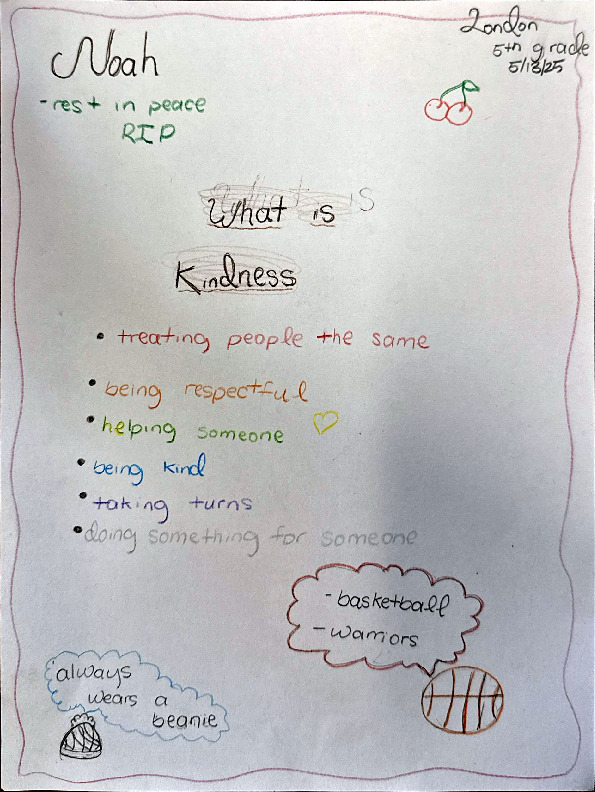 Noah
London
5th grade
5/13/25
- rest in peace
RIP
What is
Kindness
• treating people the same
• being respectful
• helping someone
• being kind
• taking turns
• doing something for someone
- basketball
- warriors
always
wears a
beanie